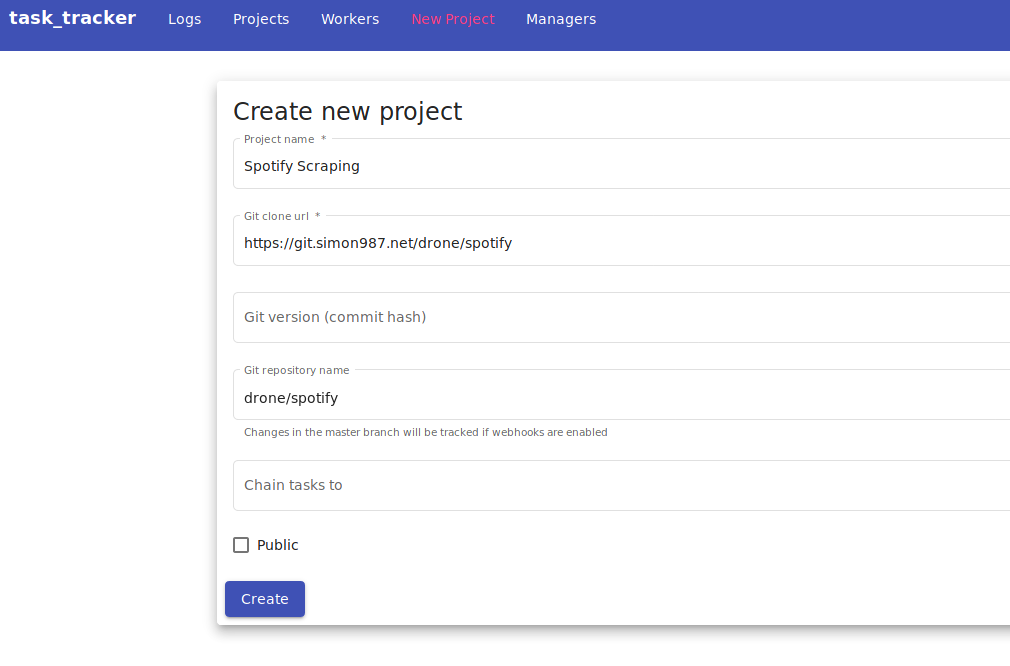 task_tracker Logs Projects Workers New Project Managers
Create new project
Project name *
Spotify Scraping
Git clone url *
https://git.simon987.net/drone/spotify
Git version (commit hash)
Git repository name
drone/spotify
Changes in the master branch will be tracked if webhooks are enabled
Chain tasks to
Public
Create